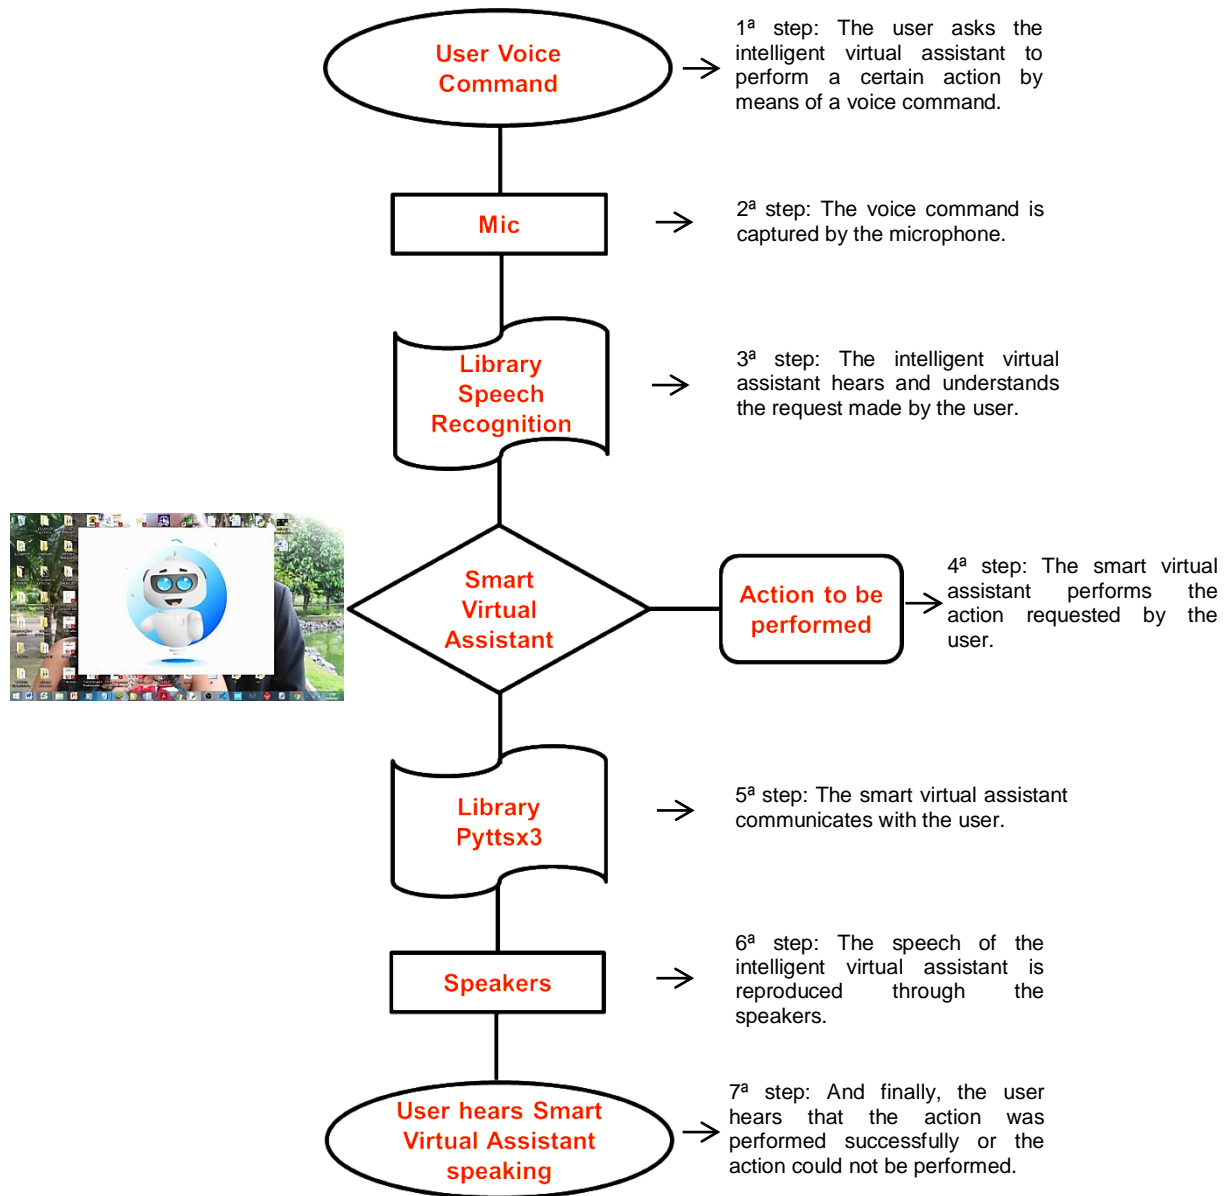 User Voice
Command
1ª step: The user asks the
intelligent virtual assistant to
perform a certain action by
means of a voice command.
Mic
2ª step: The voice command is
captured by the microphone.
Library
Speech
Recognition
3ª step: The intelligent virtual
assistant hears and understands
the request made by the user.
Smart
Virtual
Assistant
Action to be
performed
4ª step: The smart virtual
assistant performs the
action requested by the
user.
Library
Pyttsx3
5ª step: The smart virtual assistant
communicates with the user.
Speakers
6ª step: The speech of the
intelligent virtual assistant is
reproduced through the
speakers.
User hears Smart
Virtual Assistant
speaking
7ª step: And finally, the user
hears that the action was
performed successfully or the
action could not be performed.